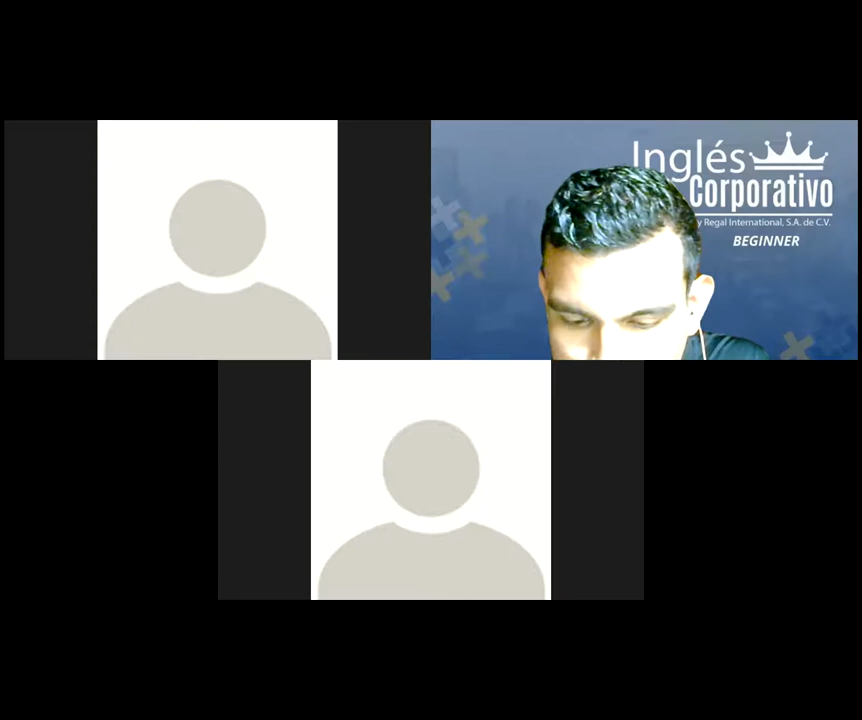 Inglés
Corporativo
y Regal International, S.A. de C.V.
BEGINNER